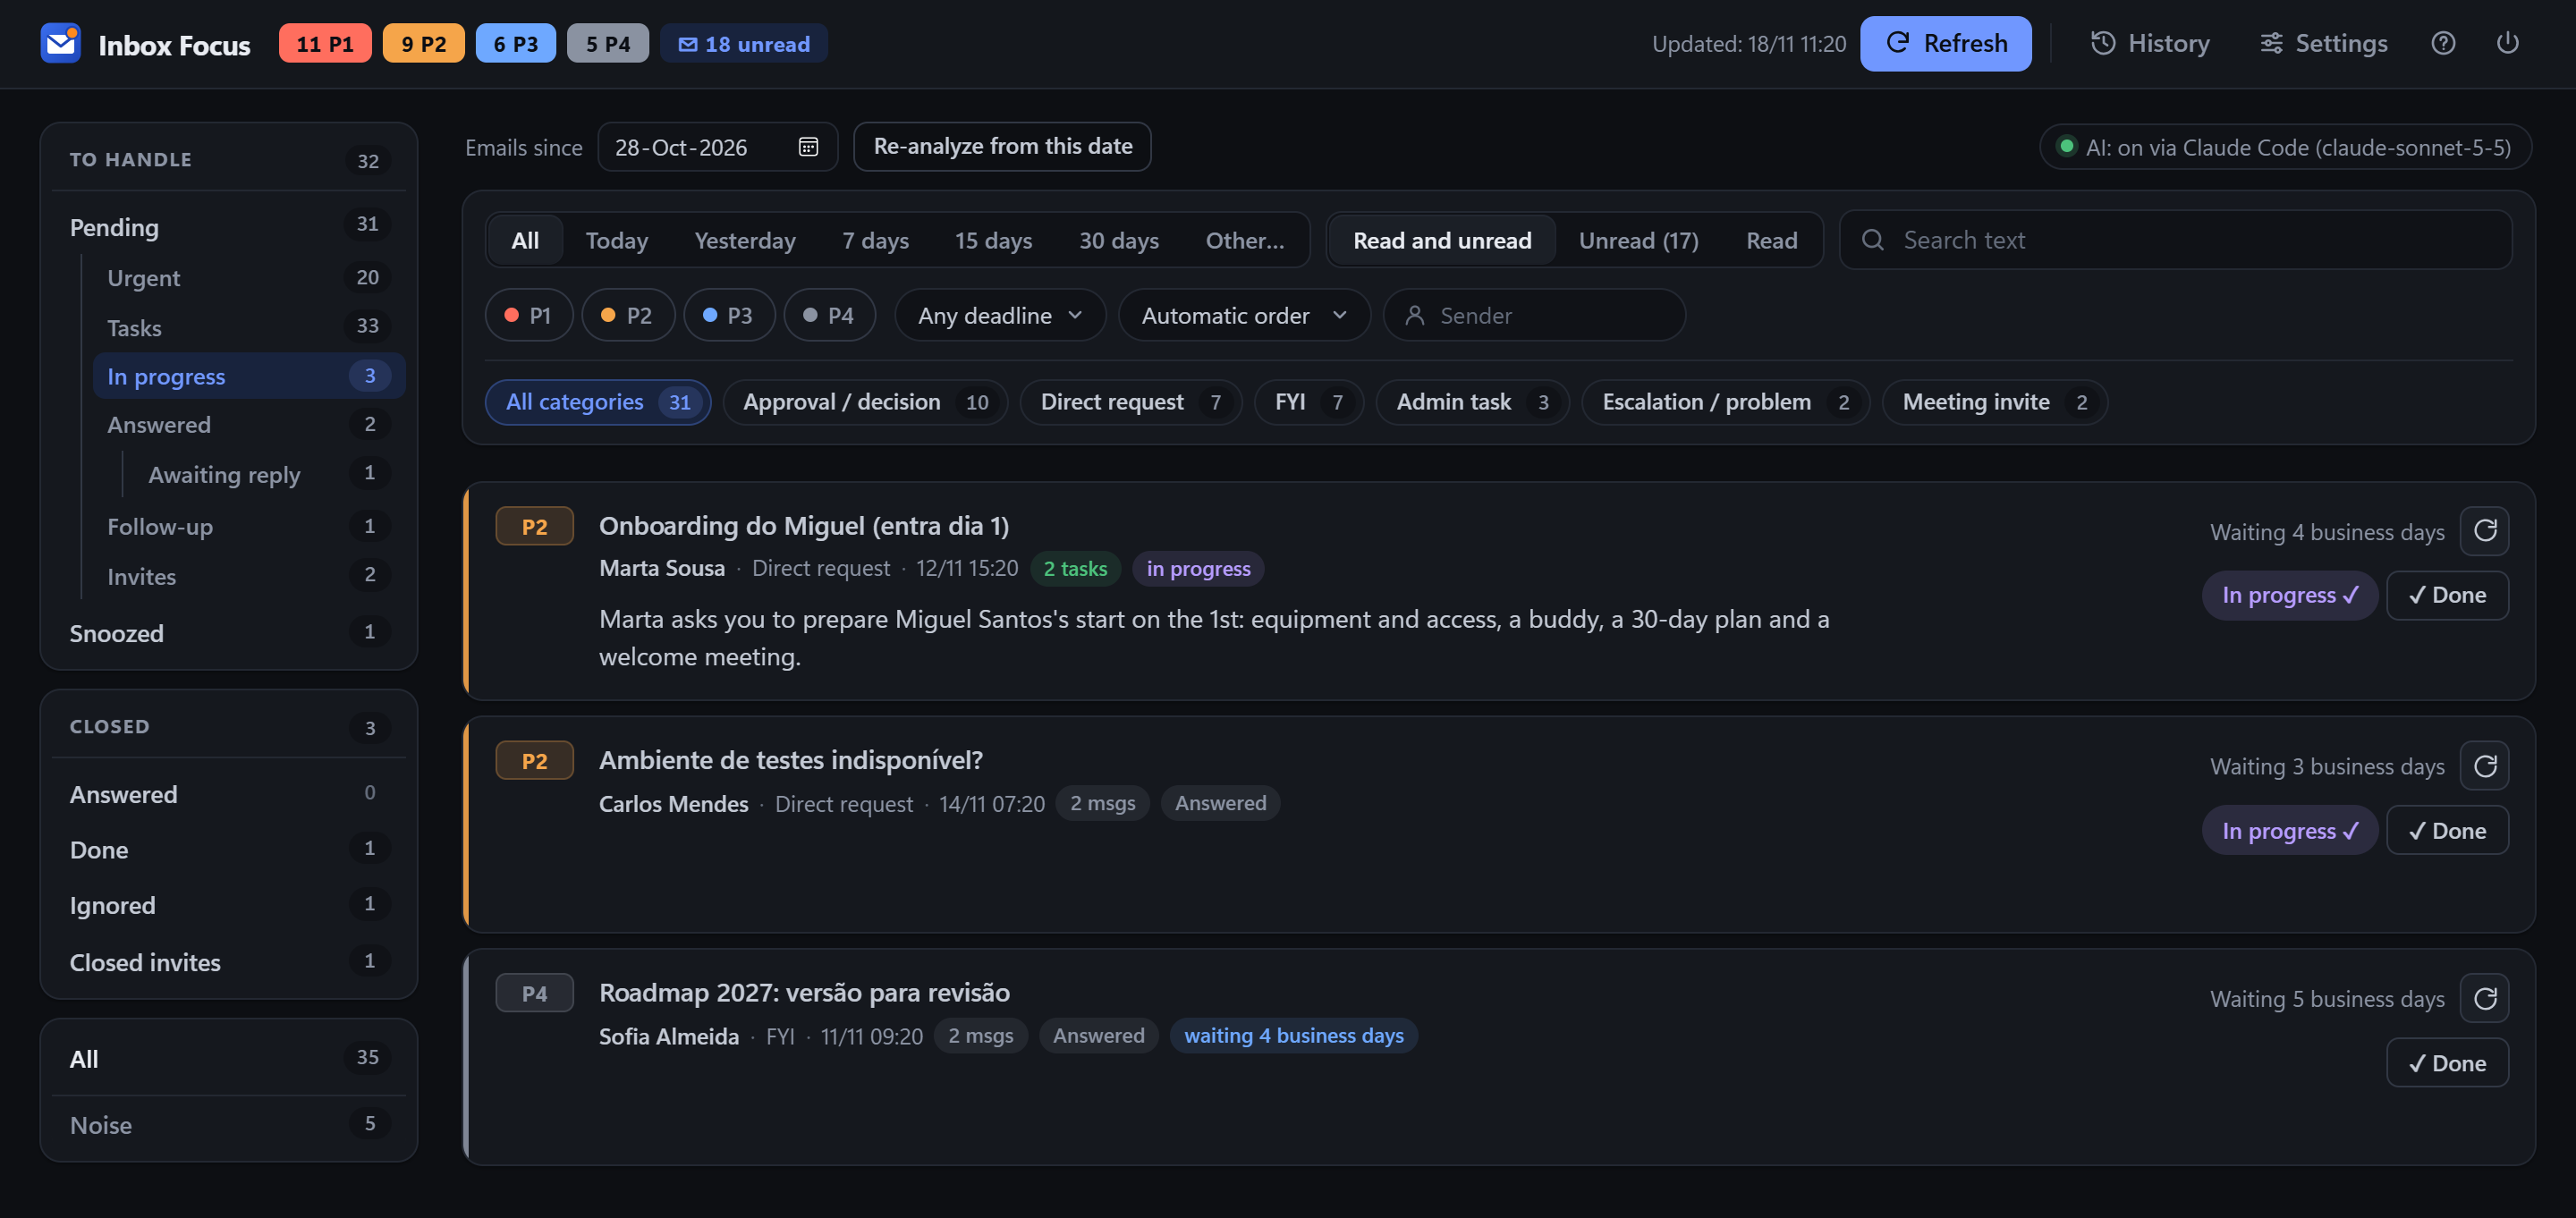 Inbox Focus 11 P1 9 P2 6 P3 5 P4 18 unread Updated: 18/11 11:20 Refresh History Settings
TO HANDLE 32
Pending 31
Urgent 20
Tasks 33
In progress 3
Answered 2
Awaiting reply 1
Follow-up 1
Invites 2
Snoozed 1
CLOSED 3
Answered 0
Done 1
Ignored 1
Closed invites 1
All 35
Noise 5
Emails since 28-Oct-2026 Re-analyze from this date AI: on via Claude Code (claude-sonnet-5-5)
All Today Yesterday 7 days 15 days 30 days Other... Read and unread Unread (17) Read Search text
P1 P2 P3 P4 Any deadline Automatic order Sender
All categories 31 Approval / decision 10 Direct request 7 FYI 7 Admin task 3 Escalation / problem 2 Meeting invite 2
P2 Onboarding do Miguel (entra dia 1) Waiting 4 business days
Marta Sousa · Direct request · 12/11 15:20 2 tasks in progress In progress ✓ ✓ Done
Marta asks you to prepare Miguel Santos's start on the 1st: equipment and access, a buddy, a 30-day plan and a
welcome meeting.
P2 Ambiente de testes indisponível? Waiting 3 business days
Carlos Mendes · Direct request · 14/11 07:20 2 msgs Answered In progress ✓ ✓ Done
P4 Roadmap 2027: versão para revisão Waiting 5 business days
Sofia Almeida · FYI · 11/11 09:20 2 msgs Answered waiting 4 business days ✓ Done